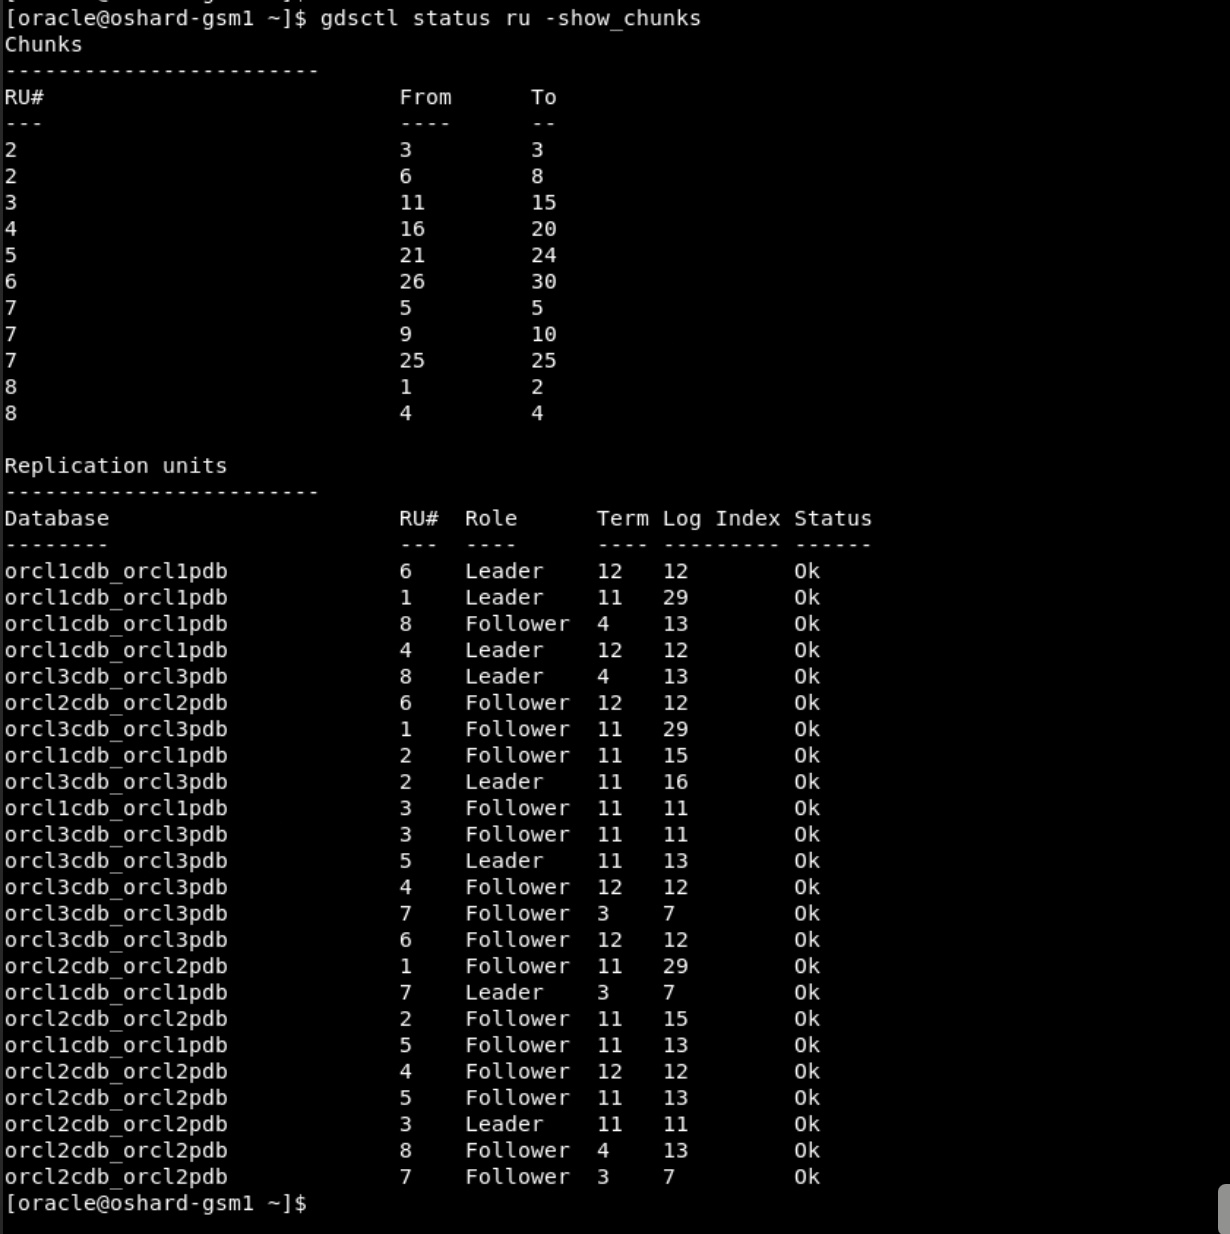 [oracle@oshard-gsm1 ~]$ gdsctl status ru -show_chunks
Chunks
------------------------
RU#                           From      To
---                           ----      --
2                             3         3
2                             6         8
3                             11        15
4                             16        20
5                             21        24
6                             26        30
7                             5         5
7                             9         10
7                             25        25
8                             1         2
8                             4         4

Replication units
------------------------
Database                      RU#  Role      Term Log Index Status
--------                      ---  ----      ---- --------- ------
orcl1cdb_orcl1pdb             6    Leader    12   12        Ok
orcl1cdb_orcl1pdb             1    Leader    11   29        Ok
orcl1cdb_orcl1pdb             8    Follower  4    13        Ok
orcl1cdb_orcl1pdb             4    Leader    12   12        Ok
orcl3cdb_orcl3pdb             8    Leader    4    13        Ok
orcl2cdb_orcl2pdb             6    Follower  12   12        Ok
orcl3cdb_orcl3pdb             1    Follower  11   29        Ok
orcl1cdb_orcl1pdb             2    Follower  11   15        Ok
orcl3cdb_orcl3pdb             2    Leader    11   16        Ok
orcl1cdb_orcl1pdb             3    Follower  11   11        Ok
orcl3cdb_orcl3pdb             3    Follower  11   11        Ok
orcl3cdb_orcl3pdb             5    Leader    11   13        Ok
orcl3cdb_orcl3pdb             4    Follower  12   12        Ok
orcl3cdb_orcl3pdb             7    Follower  3    7         Ok
orcl3cdb_orcl3pdb             6    Follower  12   12        Ok
orcl2cdb_orcl2pdb             1    Follower  11   29        Ok
orcl1cdb_orcl1pdb             7    Leader    3    7         Ok
orcl2cdb_orcl2pdb             2    Follower  11   15        Ok
orcl1cdb_orcl1pdb             5    Follower  11   13        Ok
orcl2cdb_orcl2pdb             4    Follower  12   12        Ok
orcl2cdb_orcl2pdb             5    Follower  11   13        Ok
orcl2cdb_orcl2pdb             3    Leader    11   11        Ok
orcl2cdb_orcl2pdb             8    Follower  4    13        Ok
orcl2cdb_orcl2pdb             7    Follower  3    7         Ok
[oracle@oshard-gsm1 ~]$